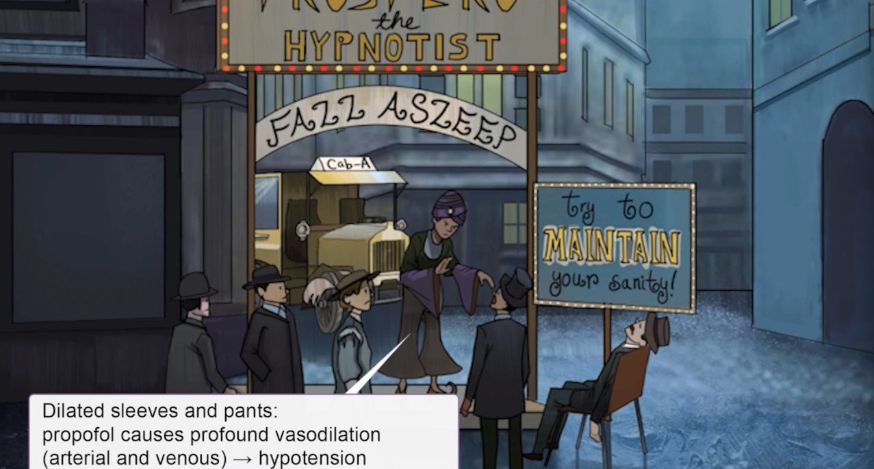 PROSPERO
the
HYPNOTIST
FAZZ ASZEEP
Cab-A
try to
MAINTAIN
your sanity!
Dilated sleeves and pants:
propofol causes profound vasodilation
(arterial and venous) → hypotension